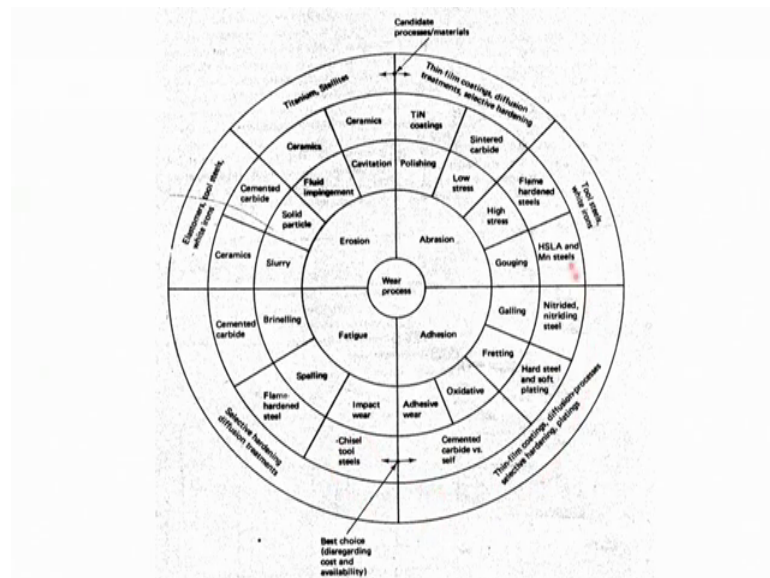 Candidate
processes/materials
Titanium, Stellites
Thin-film coatings, diffusion
treatments, selective hardening
Ceramics
TiN
coatings
Ceramics
Sintered
carbide
Cavitation
Polishing
Elastomers, tool steels,
white irons
Cemented
carbide
Fluid
impingement
Low
stress
Flame
hardened
steels
Tool steels,
white irons
Solid
particle
High
stress
Erosion
Abrasion
Ceramics
Slurry
Gouging
HSLA and
Mn steels
Wear
process
Cemented
carbide
Brinelling
Galling
Nitrided,
nitriding
steel
Fatigue
Adhesion
Fretting
Spalling
Hard steel
and soft
plating
Flame-
hardened
steel
Impact
wear
Adhesive
wear
Oxidative
Selective hardening
diffusion treatments
Chisel
tool
steels
Cemented
carbide vs.
self
Thin-film coatings, diffusion-processes
selective hardening, platings
Best choice
(disregarding
cost and
availability)